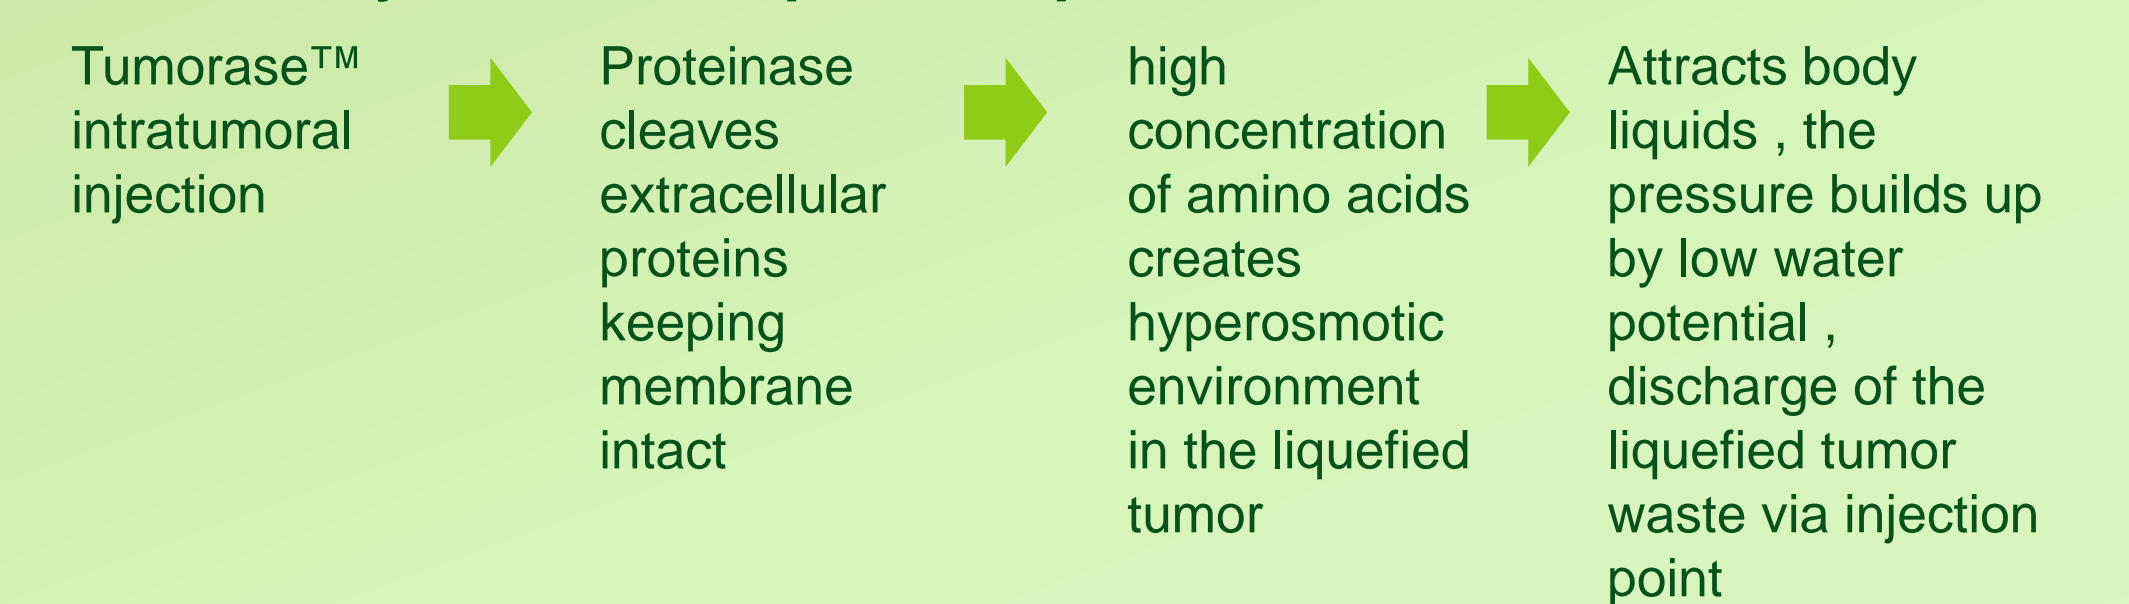 Tumorase™
intratumoral
injection
Proteinase
cleaves
extracellular
proteins
keeping
membrane
intact
high
concentration
of amino acids
creates
hyperosmotic
environment
in the liquefied
tumor
Attracts body
liquids , the
pressure builds up
by low water
potential ,
discharge of the
liquefied tumor
waste via injection
point